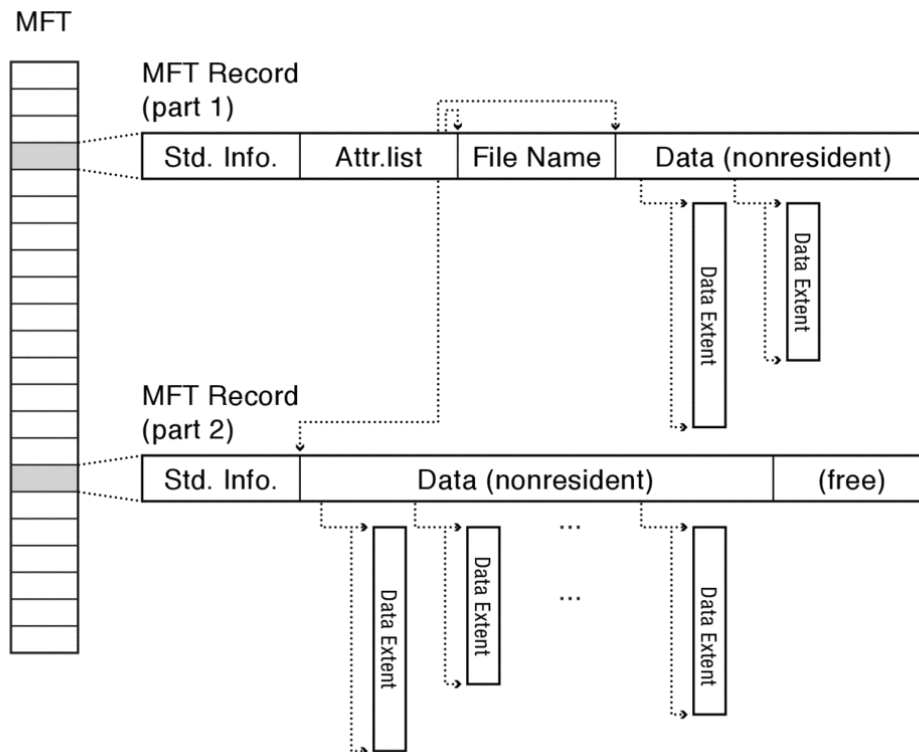 MFT
MFT Record
(part 1)
Std. Info.
Attr.list
File Name
Data (nonresident)
Data Extent
Data Extent
MFT Record
(part 2)
Std. Info.
Data (nonresident)
(free)
Data Extent
Data Extent
...
...
Data Extent